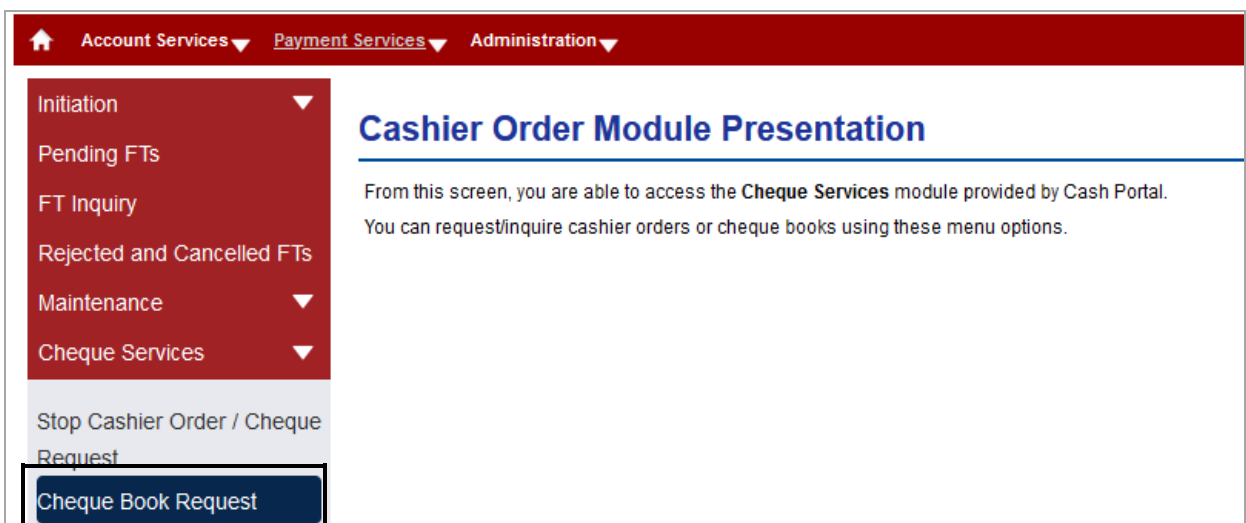 Account Services Payment Services Administration
Initiation
Pending FTs
FT Inquiry
Rejected and Cancelled FTs
Maintenance
Cheque Services
Stop Cashier Order / Cheque
Request
Cheque Book Request
Cashier Order Module Presentation
From this screen, you are able to access the Cheque Services module provided by Cash Portal.
You can request/inquire cashier orders or cheque books using these menu options.